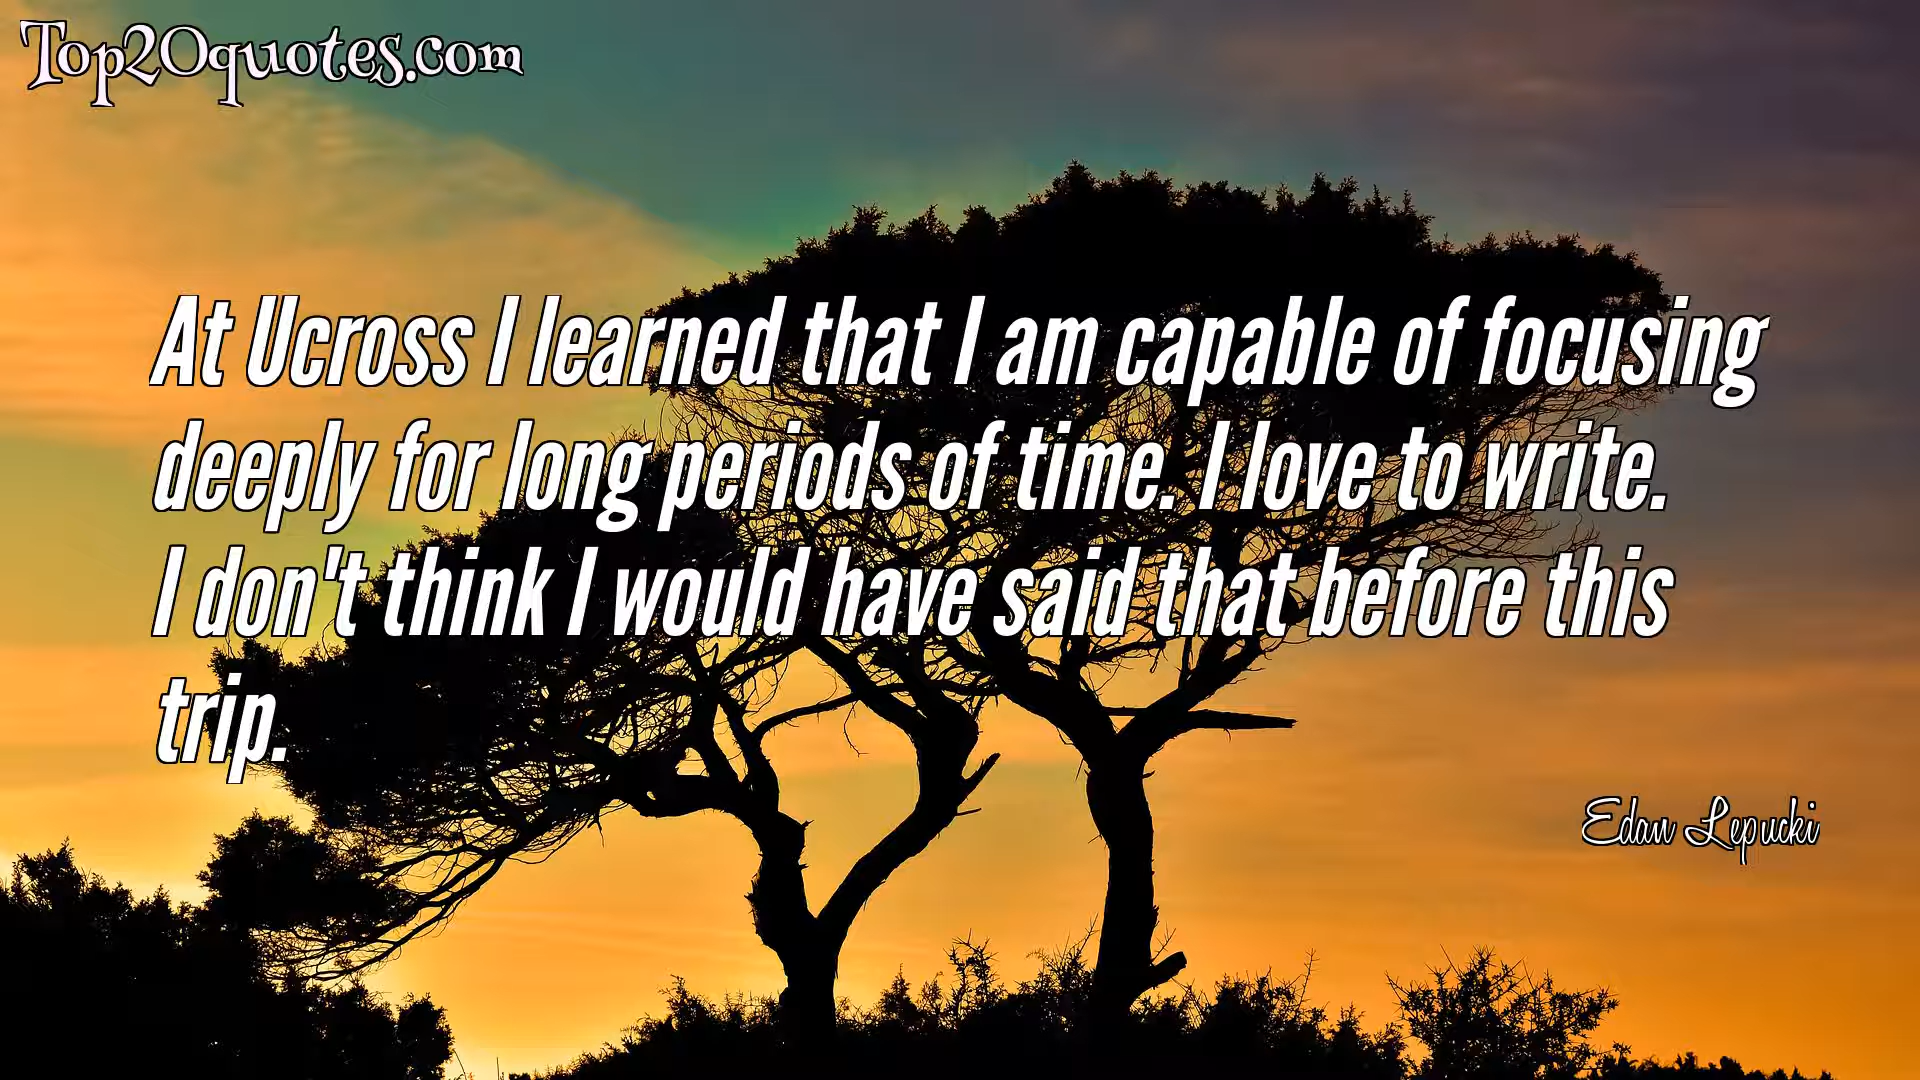 Top20quotes.com
At Ucross I learned that I am capable of focusing
deeply for long periods of time. I love to write.
I don't think I would have said that before this
trip.
Edan Lepucki